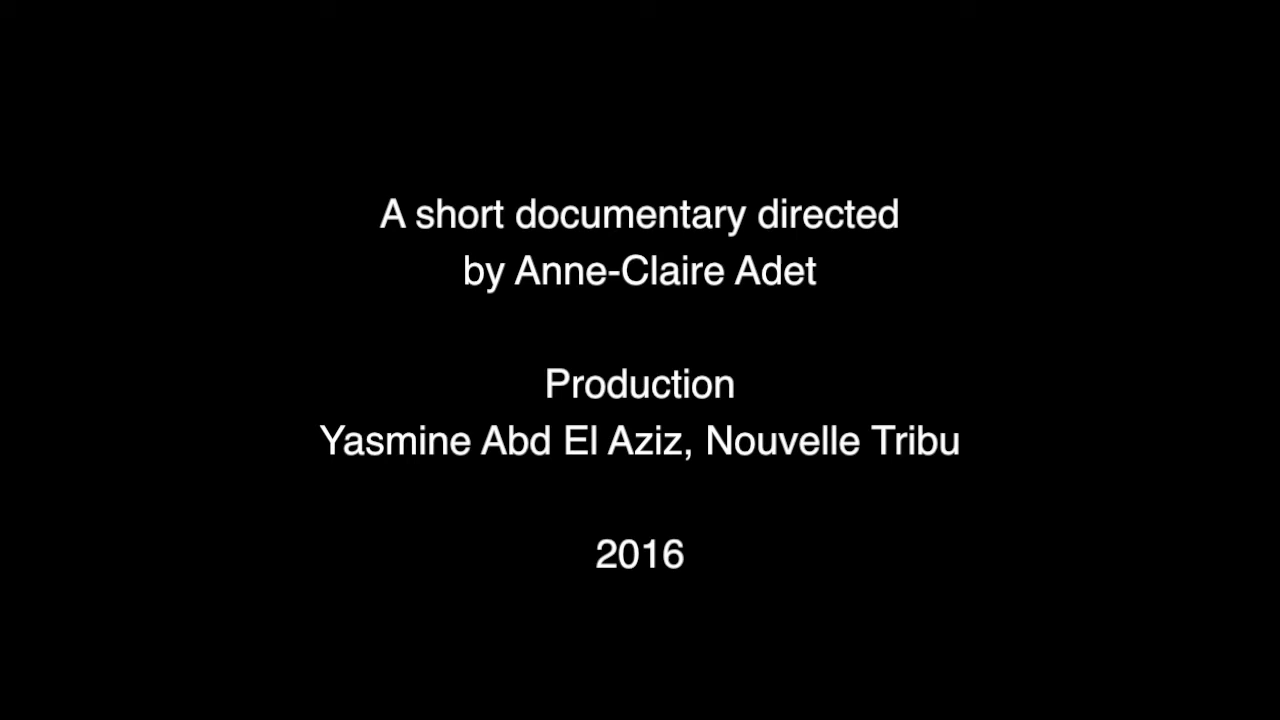 A short documentary directed
by Anne-Claire Adet
Production
Yasmine Abd El Aziz, Nouvelle Tribu
2016